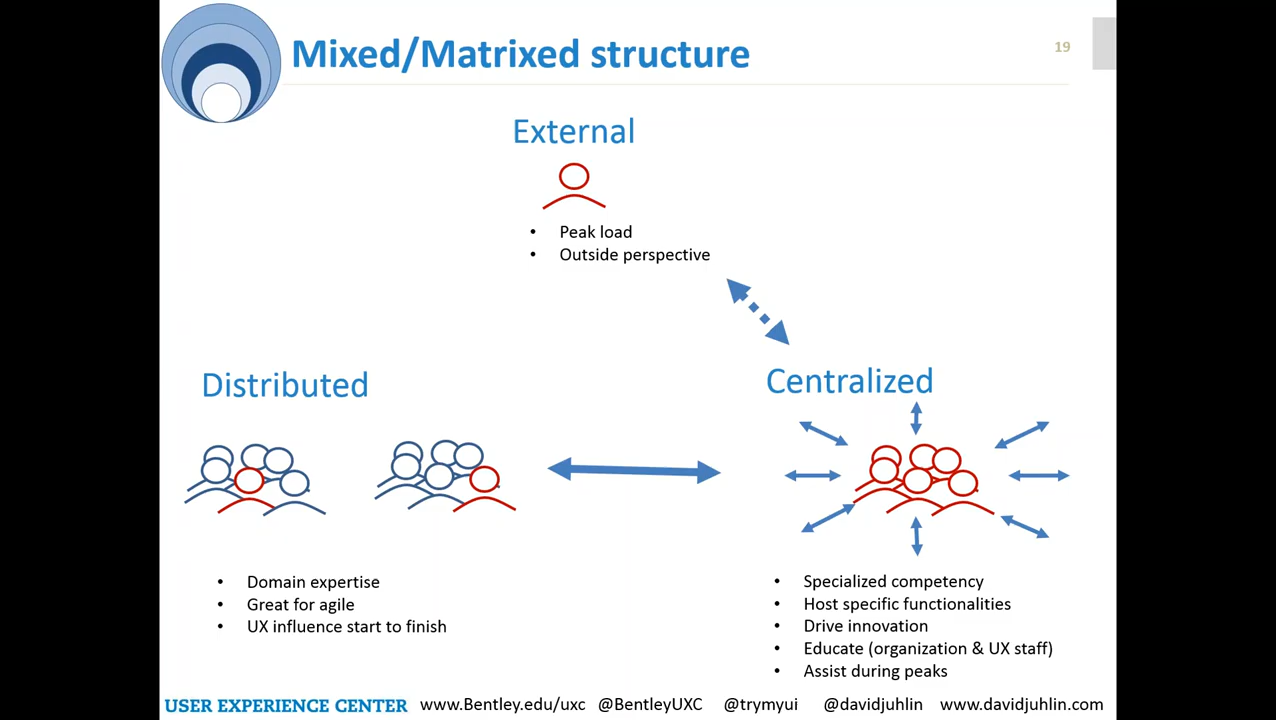 Mixed/Matrixed structure
19
External
• Peak load
• Outside perspective
Distributed
• Domain expertise
• Great for agile
• UX influence start to finish
Centralized
• Specialized competency
• Host specific functionalities
• Drive innovation
• Educate (organization & UX staff)
• Assist during peaks
USER EXPERIENCE CENTER www.Bentley.edu/uxc @BentleyUXC @trymyui @davidjuhlin www.davidjuhlin.com